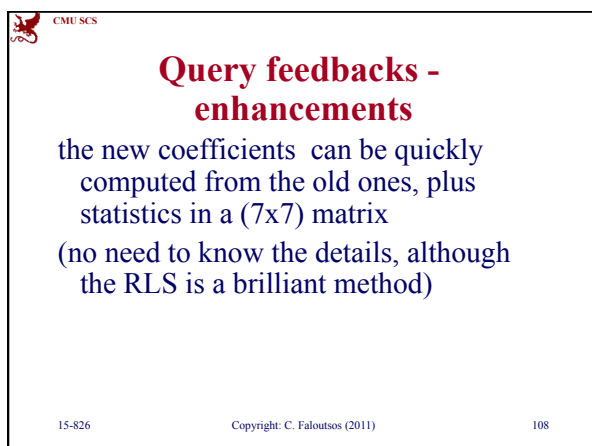 CMU SCS
Query feedbacks -
enhancements
the new coefficients can be quickly
computed from the old ones, plus
statistics in a (7x7) matrix
(no need to know the details, although
the RLS is a brilliant method)
15-826 Copyright: C. Faloutsos (2011) 108